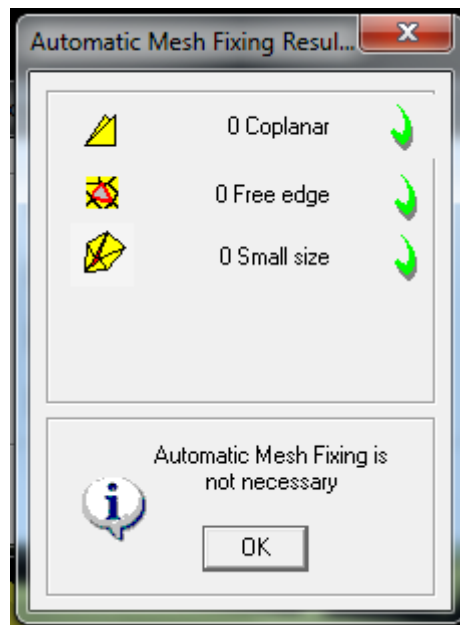 Automatic Mesh Fixing Resul...
0 Coplanar
0 Free edge
0 Small size
Automatic Mesh Fixing is
not necessary
OK